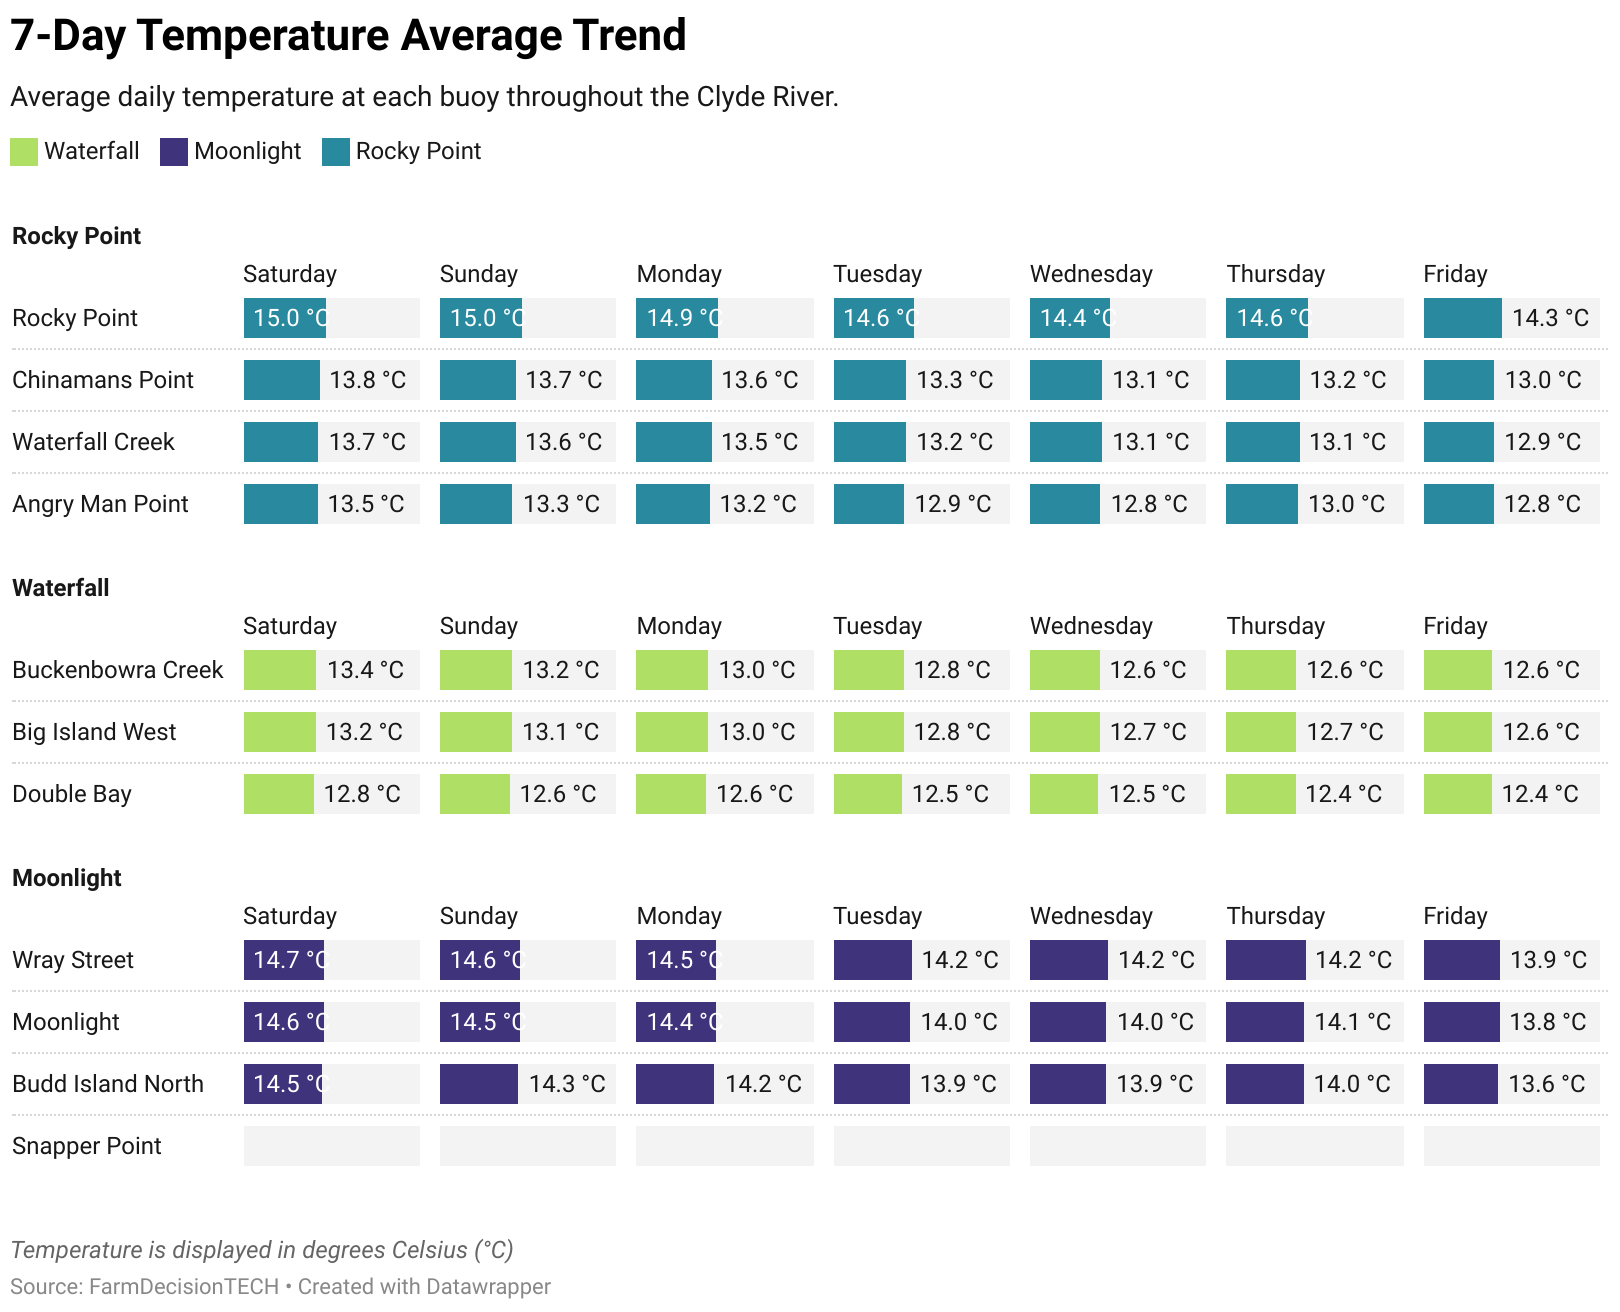 7-Day Temperature Average Trend
Average daily temperature at each buoy throughout the Clyde River.
Waterfall Moonlight Rocky Point
Rocky Point
Saturday Sunday Monday Tuesday Wednesday Thursday Friday
Rocky Point 15.0 °C 15.0 °C 14.9 °C 14.6 °C 14.4 °C 14.6 °C 14.3 °C
Chinamans Point 13.8 °C 13.7 °C 13.6 °C 13.3 °C 13.1 °C 13.2 °C 13.0 °C
Waterfall Creek 13.7 °C 13.6 °C 13.5 °C 13.2 °C 13.1 °C 13.1 °C 12.9 °C
Angry Man Point 13.5 °C 13.3 °C 13.2 °C 12.9 °C 12.8 °C 13.0 °C 12.8 °C
Waterfall
Saturday Sunday Monday Tuesday Wednesday Thursday Friday
Buckenbowra Creek 13.4 °C 13.2 °C 13.0 °C 12.8 °C 12.6 °C 12.6 °C 12.6 °C
Big Island West 13.2 °C 13.1 °C 13.0 °C 12.8 °C 12.7 °C 12.7 °C 12.6 °C
Double Bay 12.8 °C 12.6 °C 12.6 °C 12.5 °C 12.5 °C 12.4 °C 12.4 °C
Moonlight
Saturday Sunday Monday Tuesday Wednesday Thursday Friday
Wray Street 14.7 °C 14.6 °C 14.5 °C 14.2 °C 14.2 °C 14.2 °C 13.9 °C
Moonlight 14.6 °C 14.5 °C 14.4 °C 14.0 °C 14.0 °C 14.1 °C 13.8 °C
Budd Island North 14.5 °C 14.3 °C 14.2 °C 13.9 °C 13.9 °C 14.0 °C 13.6 °C
Snapper Point
Temperature is displayed in degrees Celsius (°C)
Source: FarmDecisionTECH • Created with Datawrapper